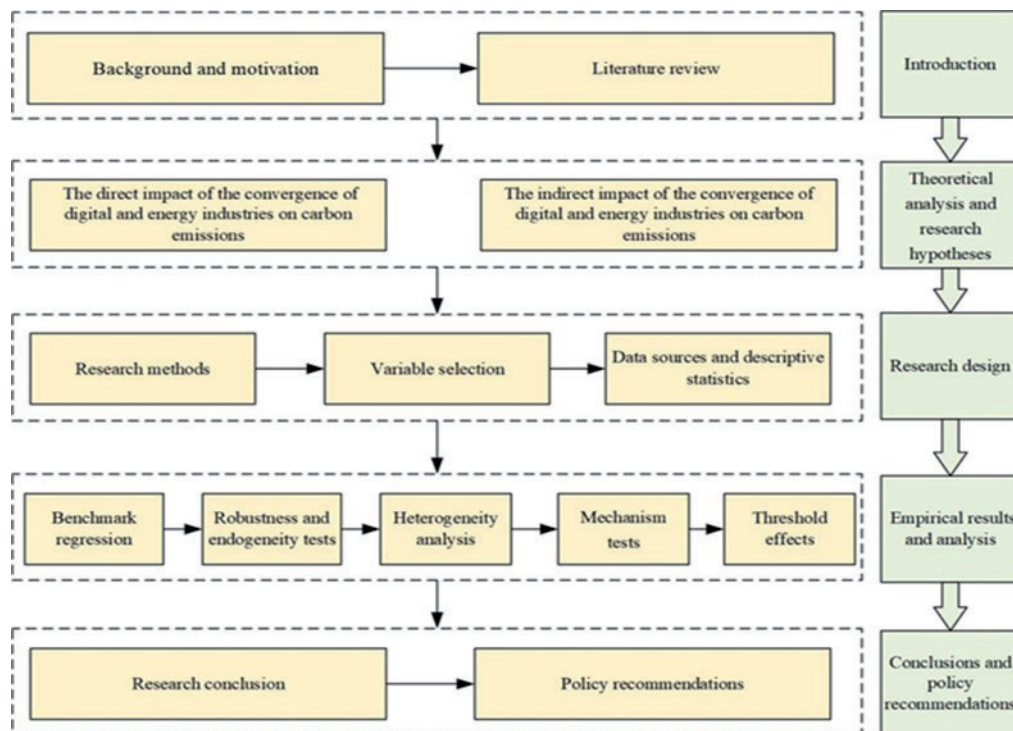 Background and motivation
Literature review
Introduction
The direct impact of the convergence of
digital and energy industries on carbon
emissions
The indirect impact of the convergence of
digital and energy industries on carbon
emissions
Theoretical
analysis and
research
hypotheses
Research methods
Variable selection
Data sources and descriptive
statistics
Research design
Benchmark
regression
Robustness and
endogeneity tests
Heterogeneity
analysis
Mechanism
tests
Threshold
effects
Empirical results
and analysis
Research conclusion
Policy recommendations
Conclusions and
policy
recommendations